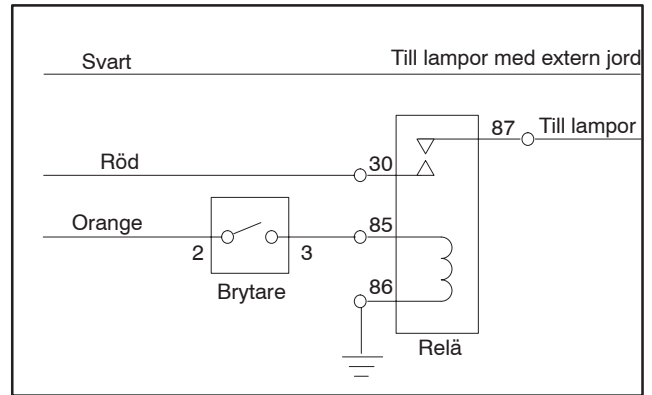 Svart
Till lampor med extern jord
87
Till lampor
Röd
30
Orange
85
2
3
86
Brytare
Relä